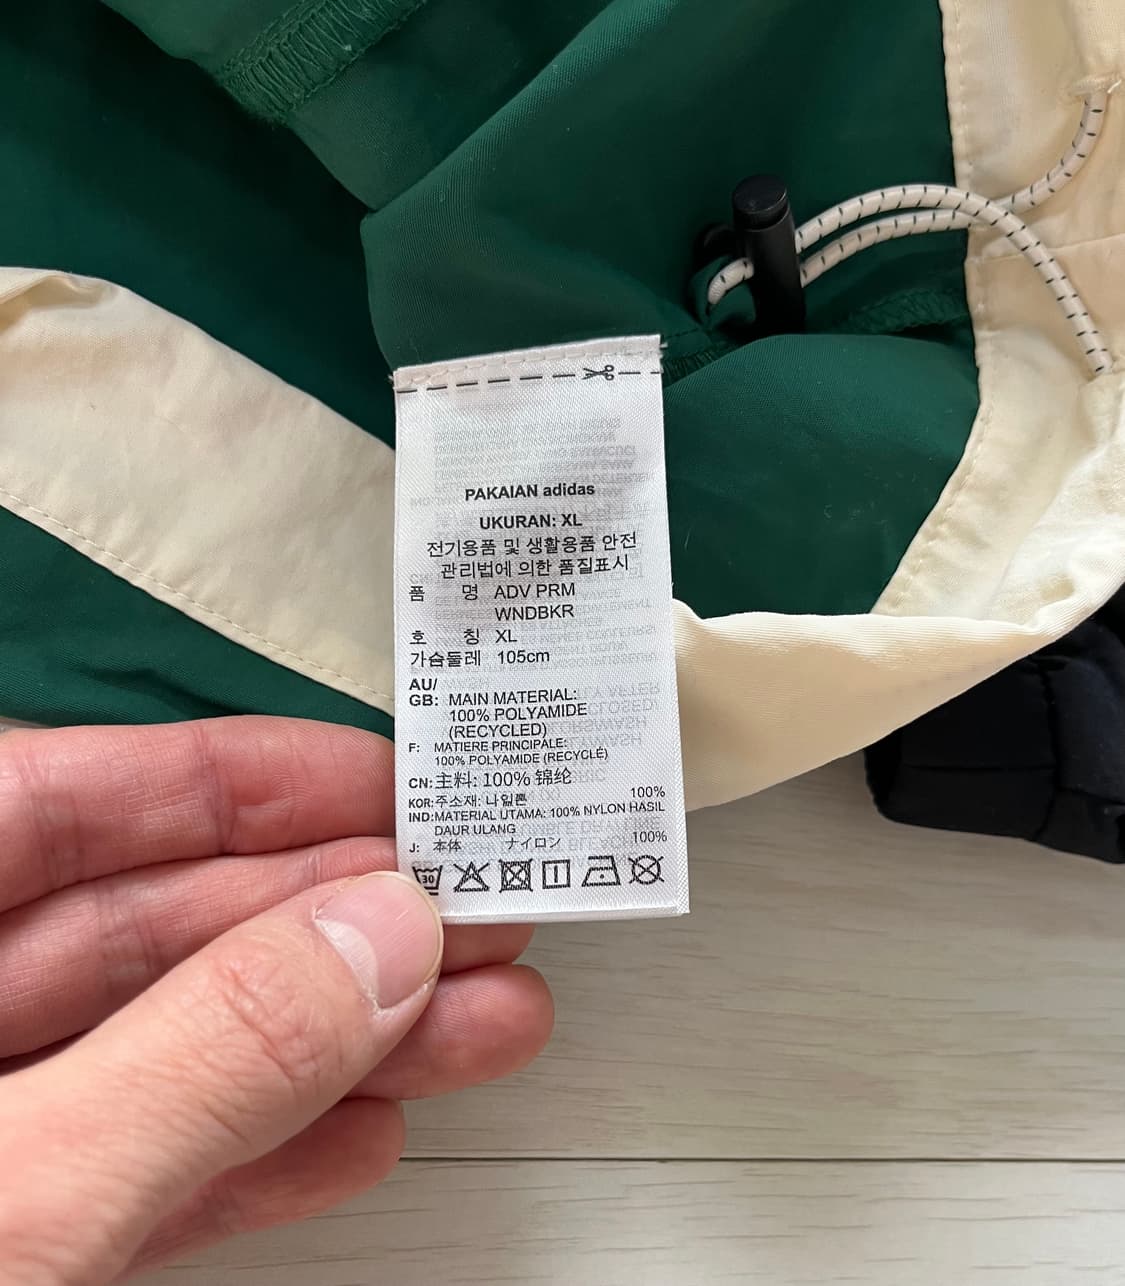 PAKAIAN adidas
UKURAN: XL
전기용품 및 생활용품 안전
관리법에 의한 품질표시
품 명 ADV PRM
WNDBKR
호 칭 XL
가슴둘레 105cm
AU/
GB: MAIN MATERIAL:
100% POLYAMIDE
(RECYCLED)
F: MATIERE PRINCIPALE:
100% POLYAMIDE (RECYCLÉ)
CN: 主料: 100% 锦纶
KOR: 주소재: 나일론 100%
IND: MATERIAL UTAMA: 100% NYLON HASIL
DAUR ULANG
J: 本体 ナイロン 100%
30